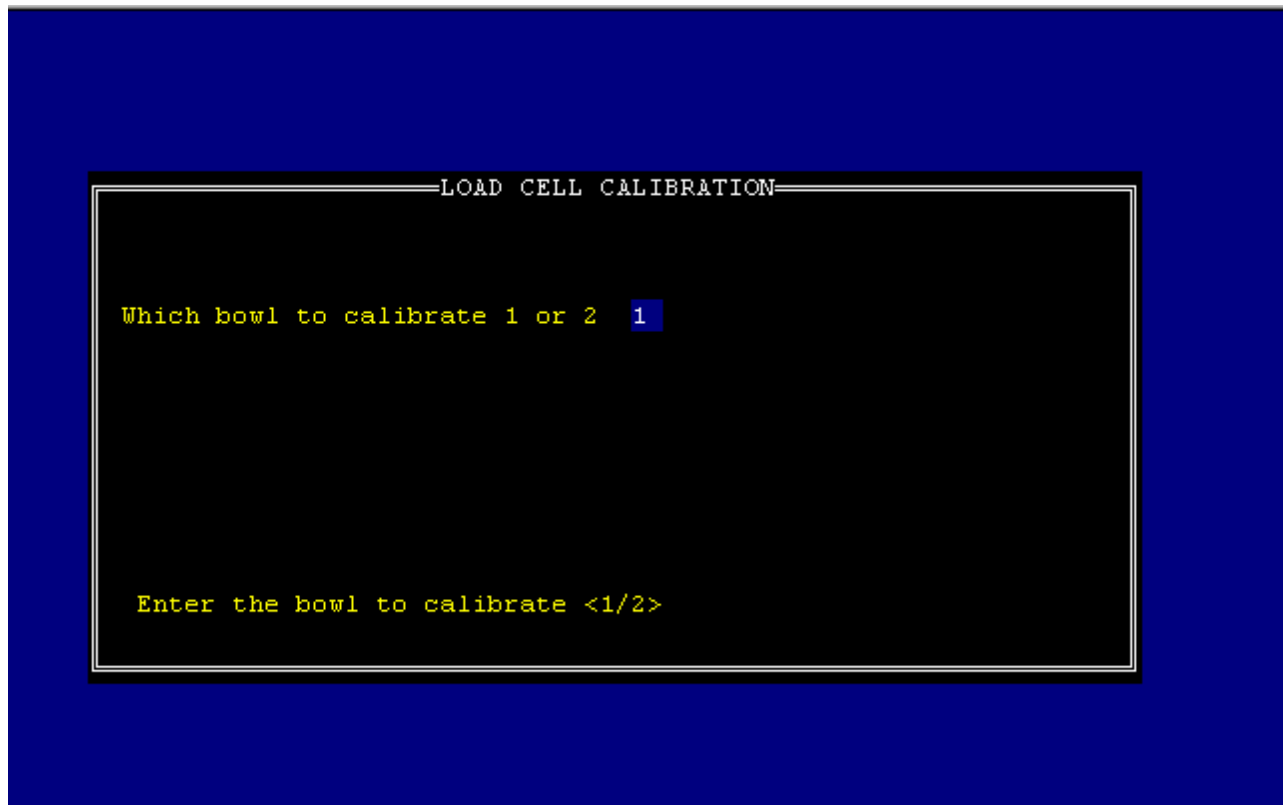 LOAD CELL CALIBRATION
Which bowl to calibrate 1 or 2 1
Enter the bowl to calibrate <1/2>